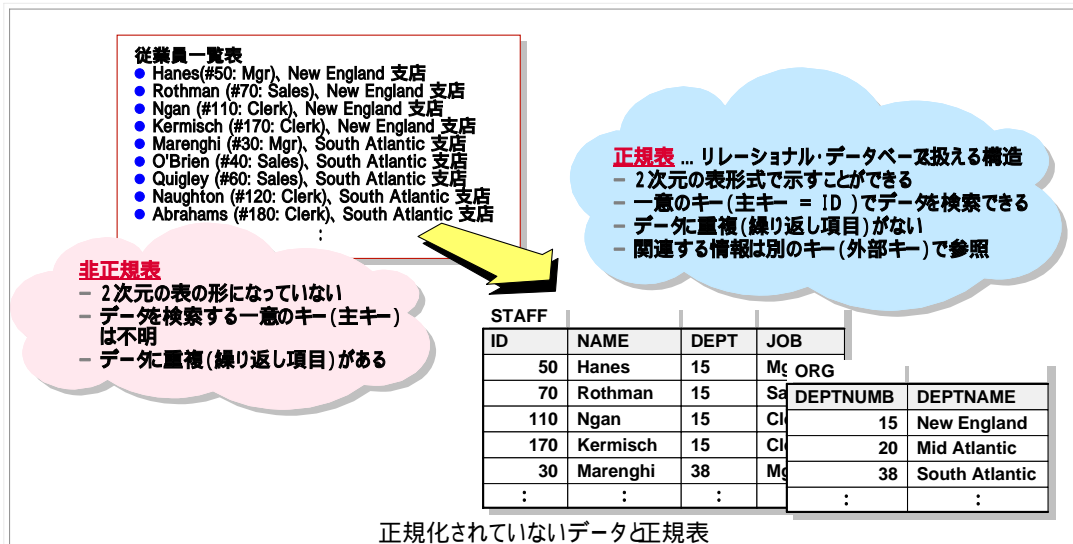 従業員一覧表
● Hanes(#50: Mgr)、New England 支店
● Rothman (#70: Sales)、New England 支店
● Ngan (#110: Clerk)、New England 支店
● Kermisch (#170: Clerk)、New England 支店
● Marenghi (#30: Mgr)、South Atlantic 支店
● O'Brien (#40: Sales)、South Atlantic 支店
● Quigley (#60: Sales)、South Atlantic 支店
● Naughton (#120: Clerk)、South Atlantic 支店
● Abrahams (#180: Clerk)、South Atlantic 支店
:
非正規表
− 2次元の表の形になっていない
− データを検索する一意のキー(主キー)
は不明
− データに重複(繰り返し項目)がある
正規表 ... リレーショナル・データベースで扱える構造
− 2次元の表形式で示すことができる
− 一意のキー(主キー = ID )でデータを検索できる
− データに重複(繰り返し項目)がない
− 関連する情報は別のキー(外部キー)で参照
STAFF
ID NAME DEPT JOB
50 Hanes 15
70 Rothman 15
110 Ngan 15
170 Kermisch 15
30 Marenghi 38
: : :
ORG
DEPTNUMB DEPTNAME
15 New England
20 Mid Atlantic
38 South Atlantic
: :
正規化されていないデータと正規表